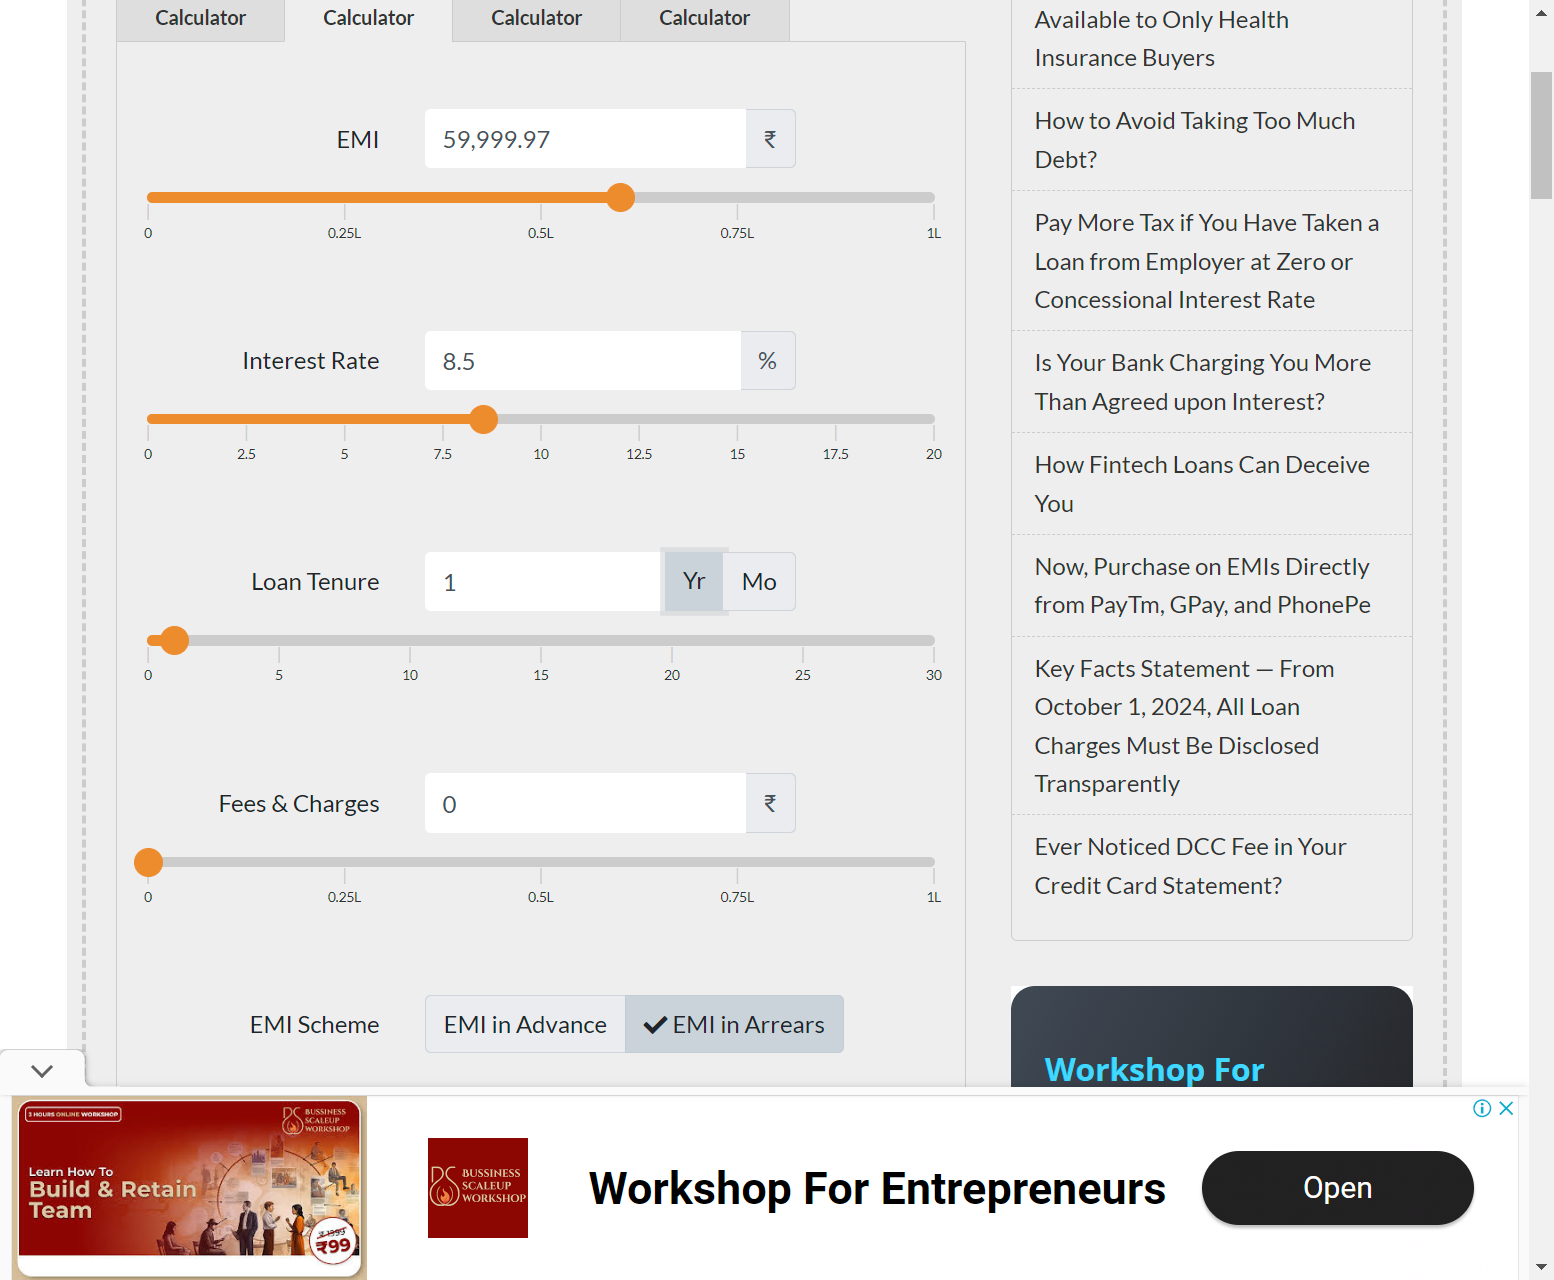 Calculator
Calculator
Calculator
Calculator
EMI
59,999.97
₹
0
0.25L
0.5L
0.75L
1L
Interest Rate
8.5
%
0
2.5
5
7.5
10
12.5
15
17.5
20
Loan Tenure
1
Yr
Mo
0
5
10
15
20
25
30
Fees & Charges
0
₹
0
0.25L
0.5L
0.75L
1L
EMI Scheme
EMI in Advance
EMI in Arrears
Available to Only Health
Insurance Buyers
How to Avoid Taking Too Much
Debt?
Pay More Tax if You Have Taken a
Loan from Employer at Zero or
Concessional Interest Rate
Is Your Bank Charging You More
Than Agreed upon Interest?
How Fintech Loans Can Deceive
You
Now, Purchase on EMIs Directly
from PayTm, GPay, and PhonePe
Key Facts Statement — From
October 1, 2024, All Loan
Charges Must Be Disclosed
Transparently
Ever Noticed DCC Fee in Your
Credit Card Statement?
Workshop For
3 HOURS ONLINE WORKSHOP
BUSSINESS
SCALEUP
WORKSHOP
Learn How To
Build & Retain
Team
₹ 1399
₹99
BUSSINESS
SCALEUP
WORKSHOP
Workshop For Entrepreneurs
Open